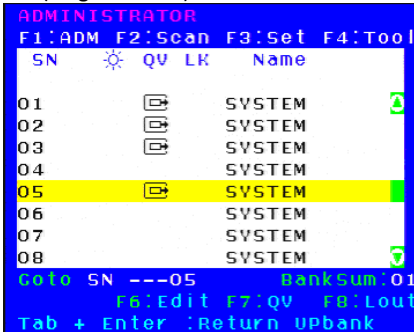 ADMINISTRATOR
F1:ADM F2:Scan F3:Set F4:Tool
SN QV LK Name
01 SYSTEM
02 SYSTEM
03 SYSTEM
04 SYSTEM
05 SYSTEM
06 SYSTEM
07 SYSTEM
08 SYSTEM
Goto SN ---05 BankSum:01
F6:Edit F7:QV F8:Lout
Tab + Enter :Return UPbank